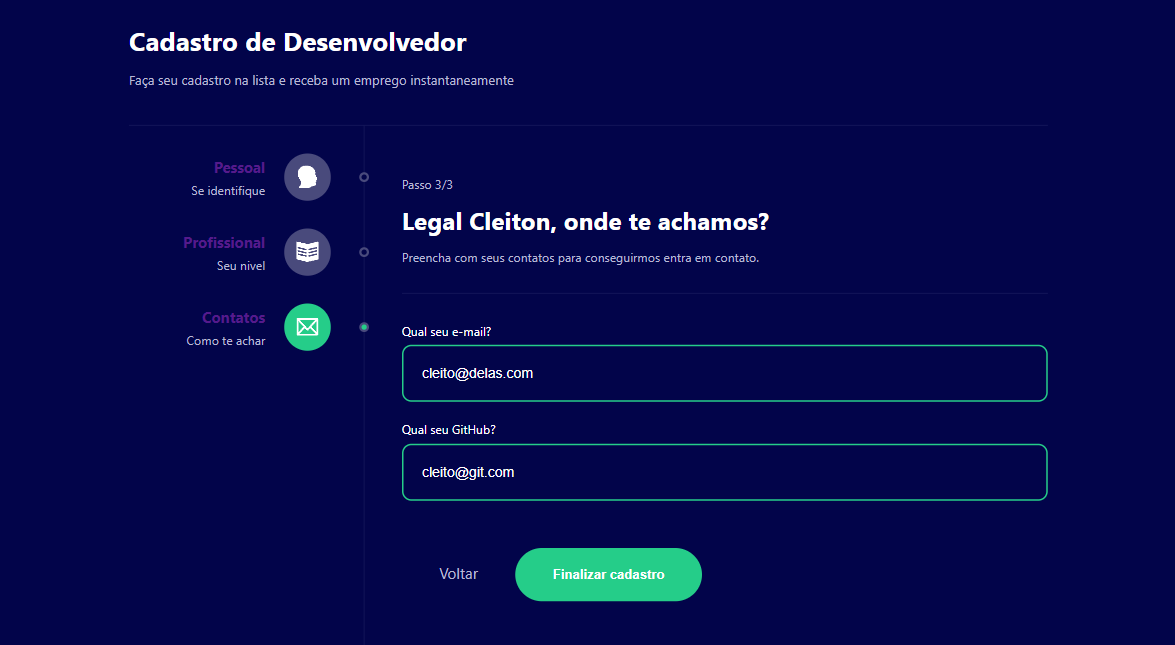 Cadastro de Desenvolvedor
Faça seu cadastro na lista e receba um emprego instantaneamente
Pessoal
Se identifique
Profissional
Seu nivel
Contatos
Como te achar
Passo 3/3
Legal Cleiton, onde te achamos?
Preencha com seus contatos para conseguirmos entra em contato.
Qual seu e-mail?
cleito@delas.com
Qual seu GitHub?
cleito@git.com
Voltar
Finalizar cadastro